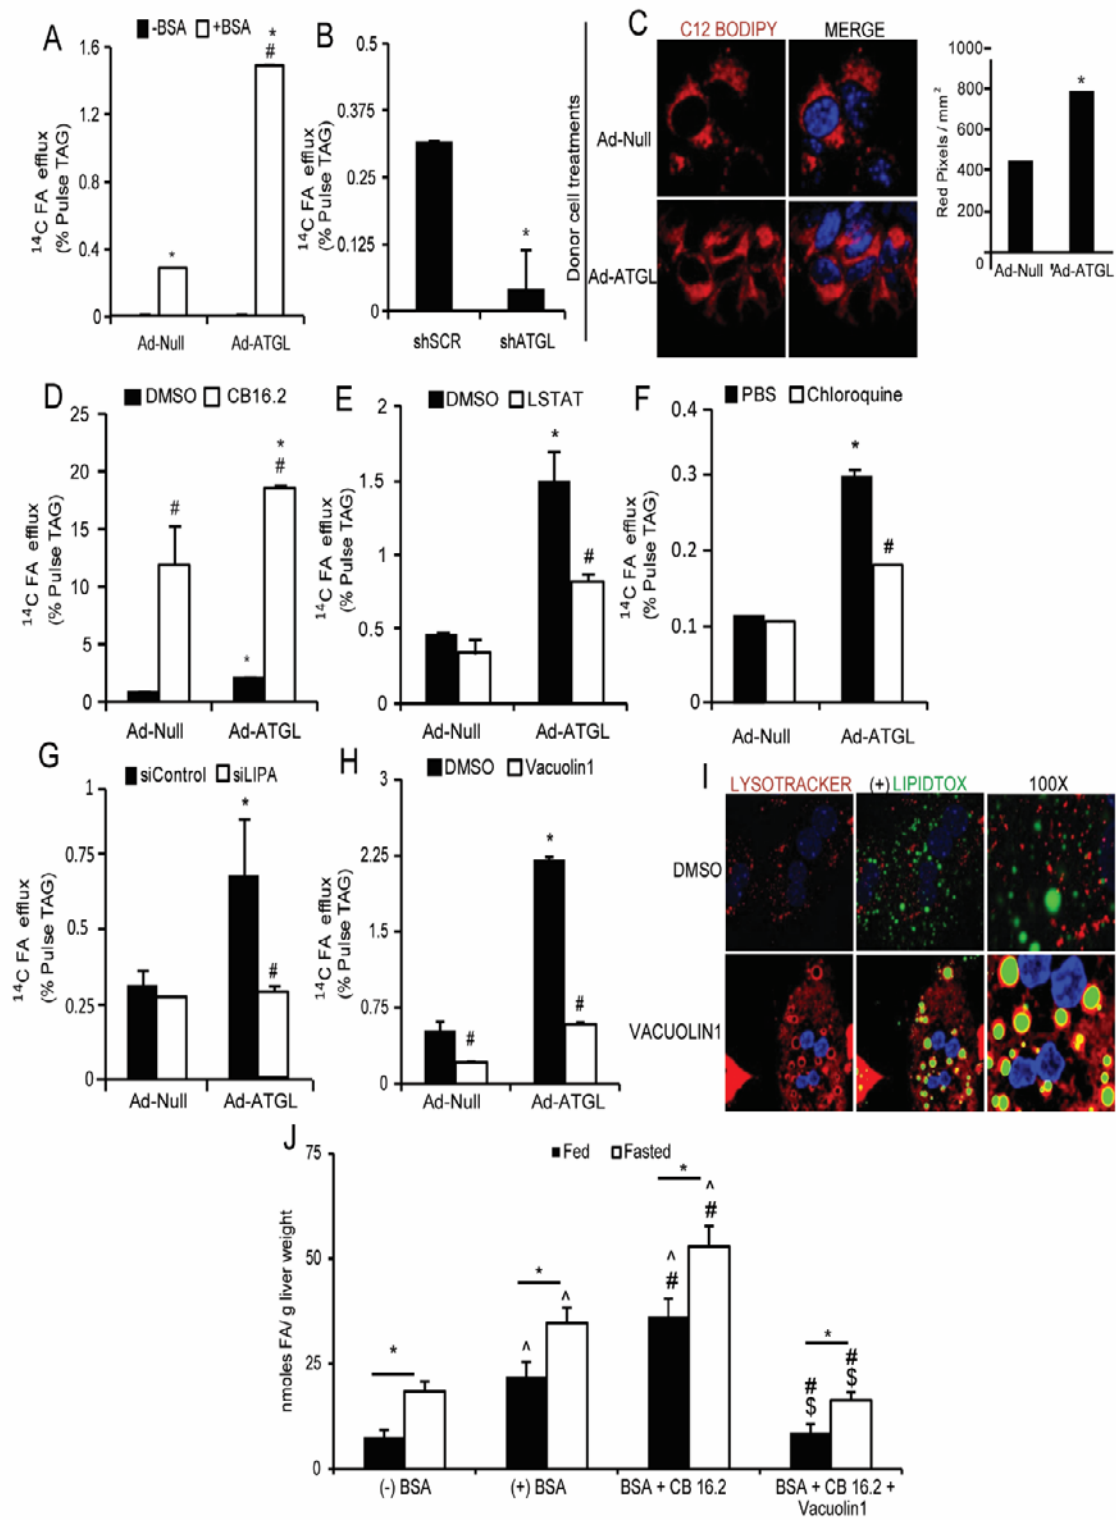 A
-BSA +BSA
1.6
1.2
1.8
0.4
0
14C FA efflux
(% Pulse TAG)
*
*
#
Ad-Null Ad-ATGL
B
0.5
0.375
0.25
0.125
0
14C FA efflux
(% Pulse TAG)
*
shSCR shATGL
C
C12 BODIPY MERGE
Donor cell treatments
Ad-Null
Ad-ATGL
1000
800
600
400
200
0
Red Pixels / mm2
*
Ad-Null Ad-ATGL
D
DMSO CB16.2
25
20
15
10
5
0
14C FA efflux
(% Pulse TAG)
#
*
*
#
Ad-Null Ad-ATGL
E
DMSO LSTAT
2
1.5
1
0.5
0
14C FA efflux
(% Pulse TAG)
*
#
Ad-Null Ad-ATGL
F
PBS Chloroquine
0.4
0.3
0.2
0.1
0
14C FA efflux
(% Pulse TAG)
*
#
Ad-Null Ad-ATGL
G
siControl siLIPA
1
0.75
0.5
0.25
0
14C FA efflux
(% Pulse TAG)
*
#
Ad-Null Ad-ATGL
H
DMSO Vacuolin1
3
2.25
1.5
0.75
0
14C FA efflux
(% Pulse TAG)
#
*
#
Ad-Null Ad-ATGL
I
LYSOTRACKER (+) LIPIDTOX 100X
DMSO
VACUOLIN1
J
Fed Fasted
75
50
25
0
nmoles FA/ g liver weight
*
*
^
^
*
^
#
^
#
*
#
$
#
$
(-) BSA (+) BSA BSA + CB 16.2 BSA + CB 16.2 +
Vacuolin1